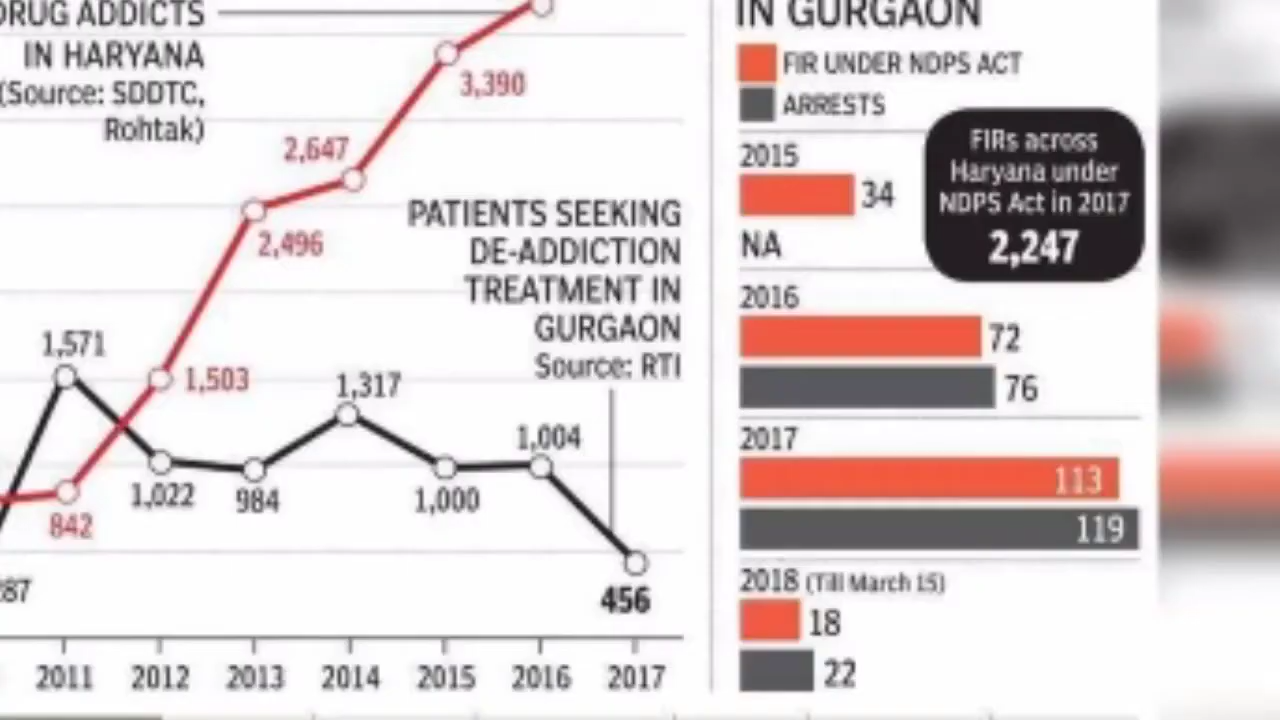 DRUG ADDICTS
IN HARYANA
(Source: SDDTC,
Rohtak)
3,390
2,647
2,496
1,503
842
PATIENTS SEEKING
DE-ADDICTION
TREATMENT IN
GURGAON
Source: RTI
1,571
1,022
984
1,317
1,000
1,004
456
287
2011 2012 2013 2014 2015 2016 2017
IN GURGAON
FIR UNDER NDPS ACT
ARRESTS
FIRs across
Haryana under
NDPS Act in 2017
2,247
2015
34
NA
2016
72
76
2017
113
119
2018 (Till March 15)
18
22